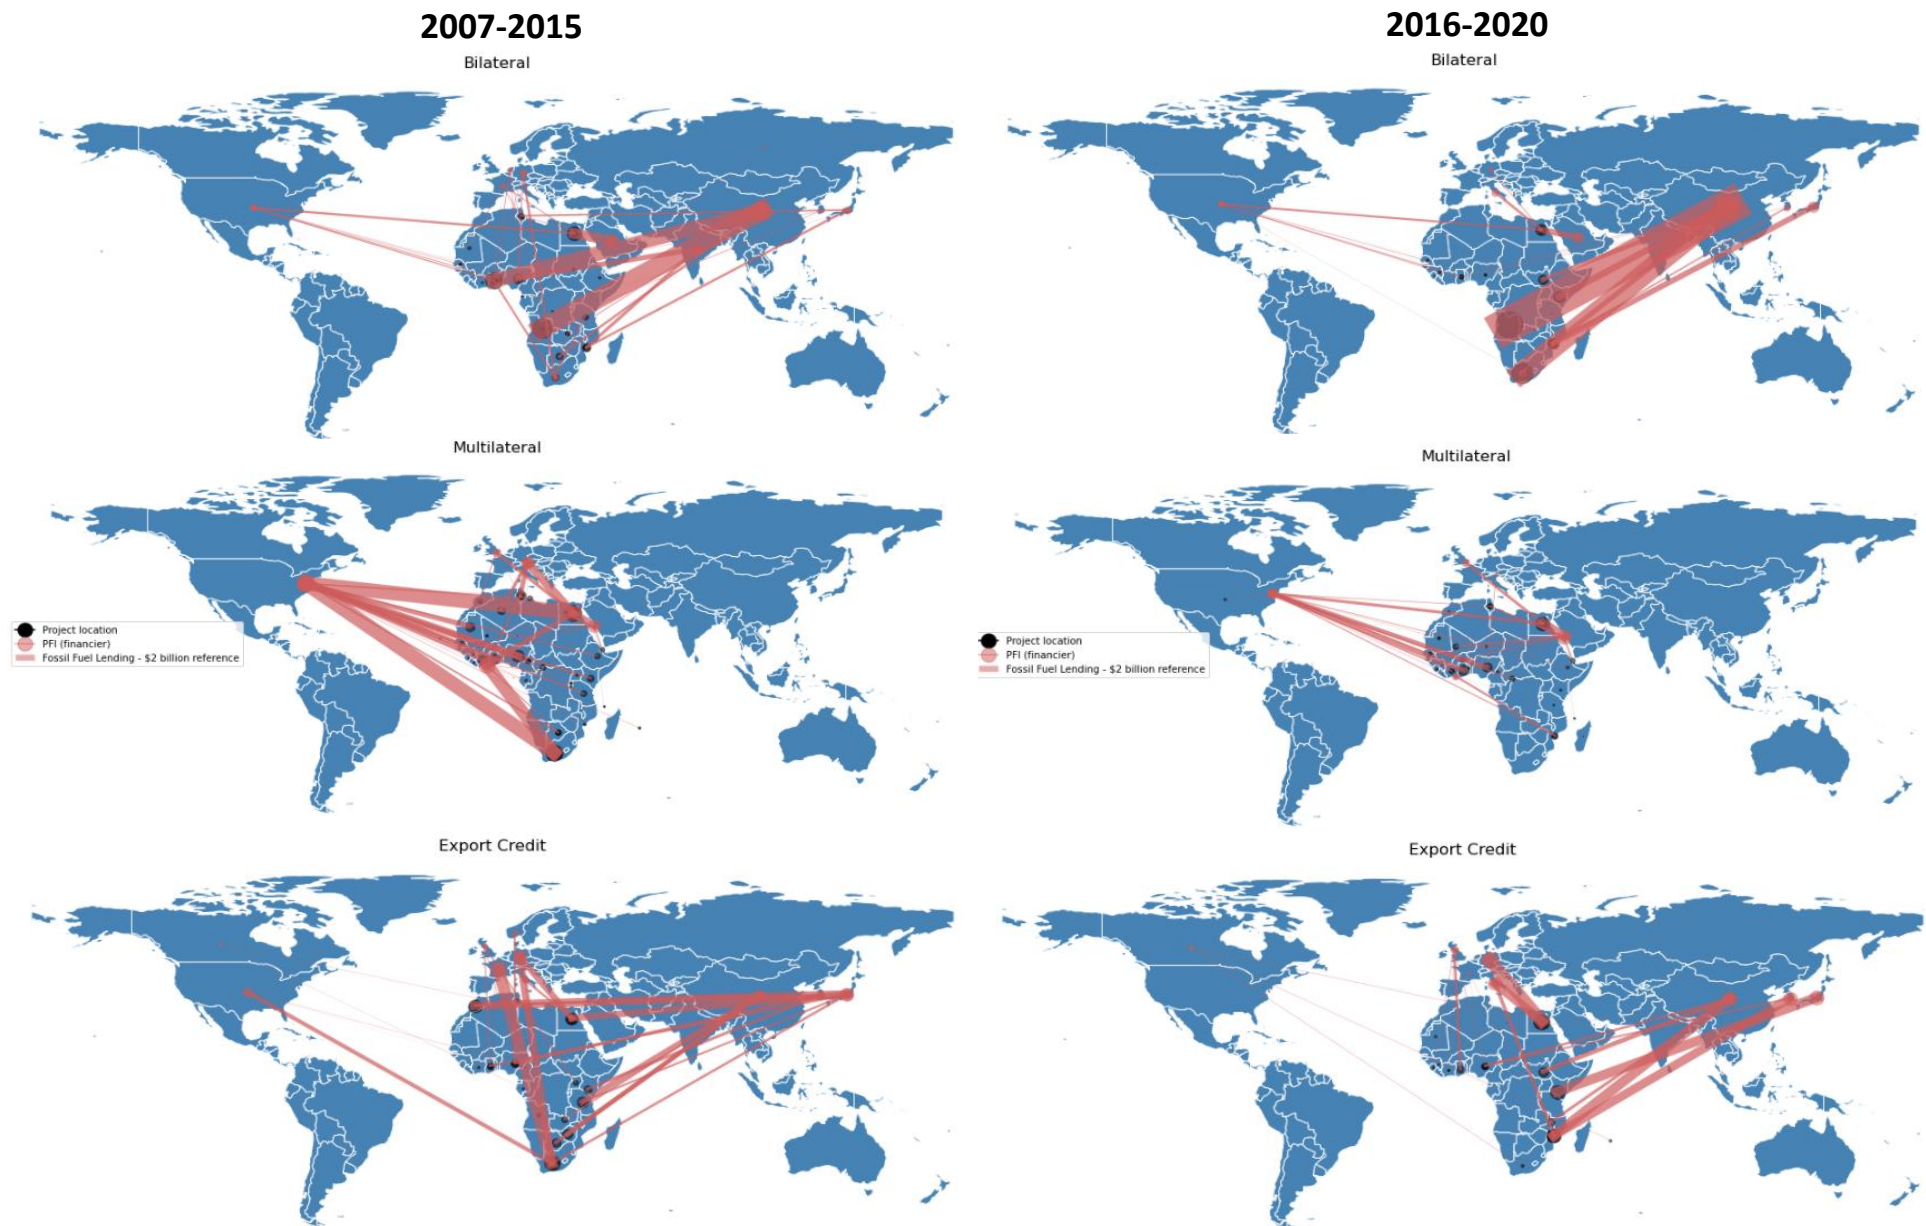 2007-2015
Bilateral
Multilateral
Project location
PFI (financier)
Fossil Fuel Lending - $2 billion reference
Export Credit
2016-2020
Bilateral
Multilateral
Project location
PFI (financier)
Fossil Fuel Lending - $2 billion reference
Export Credit